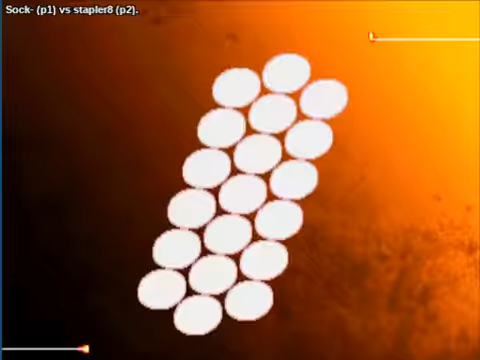 Sock- (p1) vs stapler8 (p2).